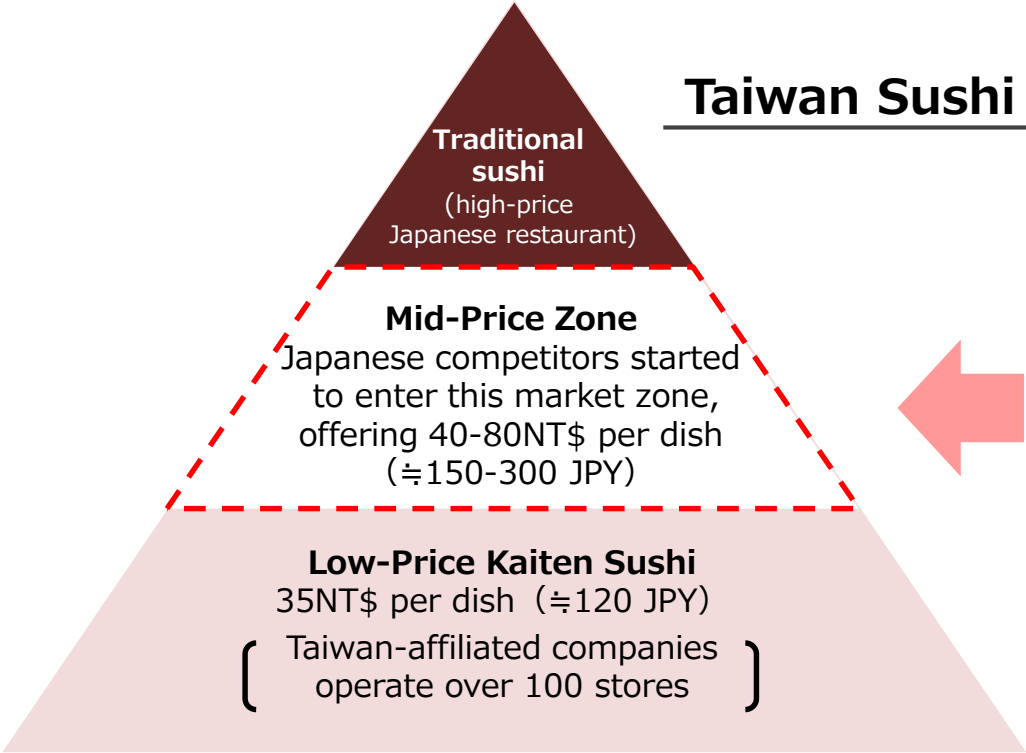 Taiwan Sushi
Traditional
sushi
（high-price
Japanese restaurant)
Mid-Price Zone
Japanese competitors started
to enter this market zone,
offering 40-80NT$ per dish
（≒150-300 JPY）
Low-Price Kaiten Sushi
35NT$ per dish（≒120 JPY）
Taiwan-affiliated companies
operate over 100 stores